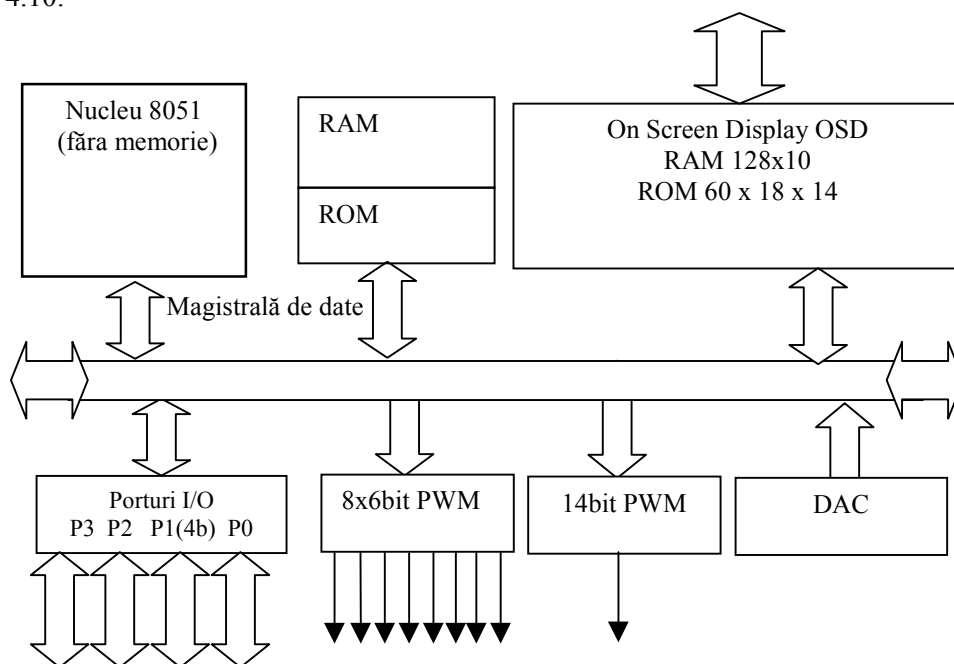 4.10.
Nucleu 8051
(făra memorie)
RAM
ROM
On Screen Display OSD
RAM 128x10
ROM 60 x 18 x 14
Magistrală de date
Porturi I/O
P3 P2 P1(4b) P0
8x6bit PWM
14bit PWM
DAC